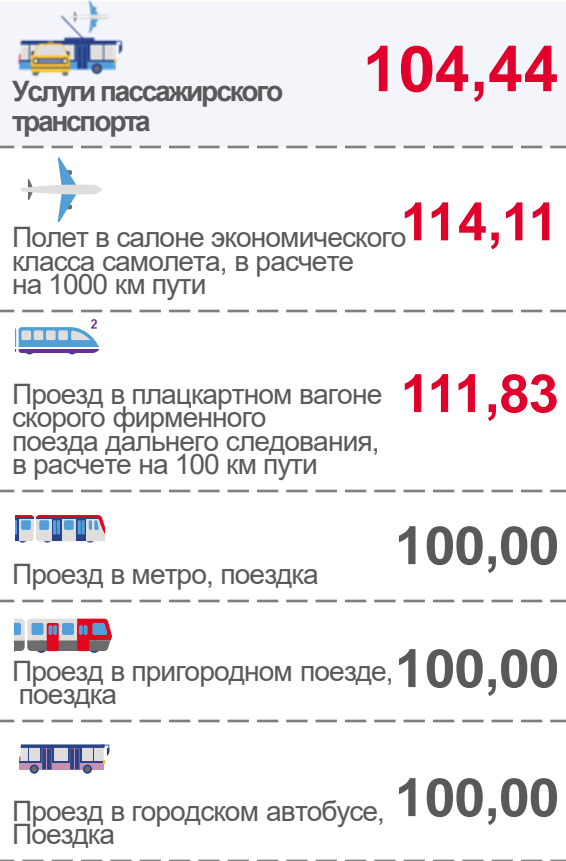 Услуги пассажирского
транспорта
104,44
Полет в салоне экономического
класса самолета, в расчете
на 1000 км пути
114,11
2
Проезд в плацкартном вагоне
скорого фирменного
поезда дальнего следования,
в расчете на 100 км пути
111,83
Проезд в метро, поездка
100,00
Проезд в пригородном поезде,
поездка
100,00
Проезд в городском автобусе,
Поездка
100,00